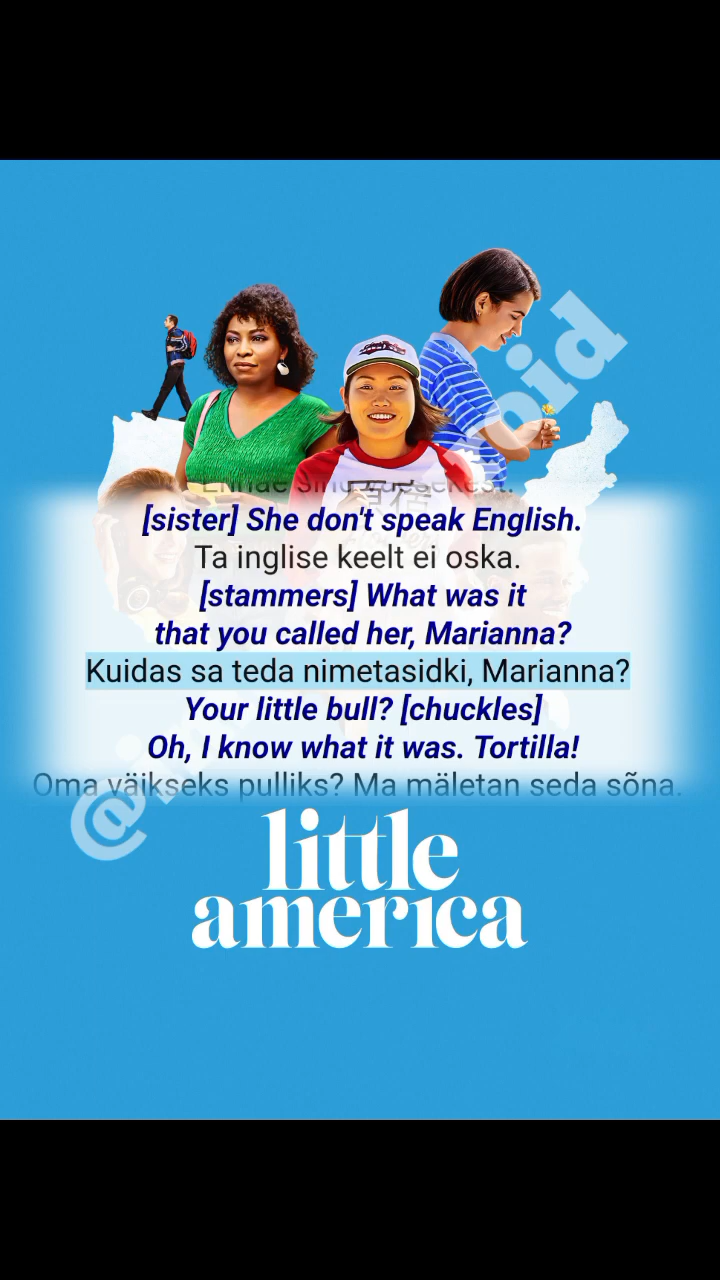 [sister] She don't speak English.
Ta inglise keelt ei oska.
[stammers] What was it
that you called her, Marianna?
Kuidas sa teda nimetasidki, Marianna?
Your little bull? [chuckles]
Oh, I know what it was. Tortilla!
Oma väikseks pulliks? Ma mäletan seda sõna.
little
america